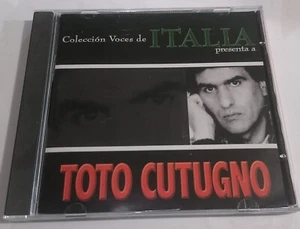 Colección Voces de ITALIA
presenta a
TOTO CUTUGNO